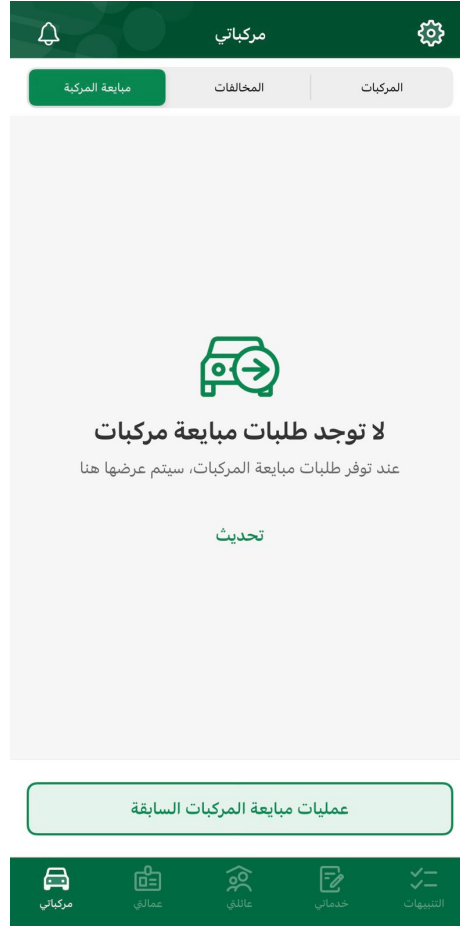 مركباتي
المركبات
المخالفات
مبايعة المركبة
لا توجد طلبات مبايعة مركبات
عند توفر طلبات مبايعة المركبات، سيتم عرضها هنا
تحديث
عمليات مبايعة المركبات السابقة
التنبيهات
خدماتي
عائلتي
عمالتي
مركباتي